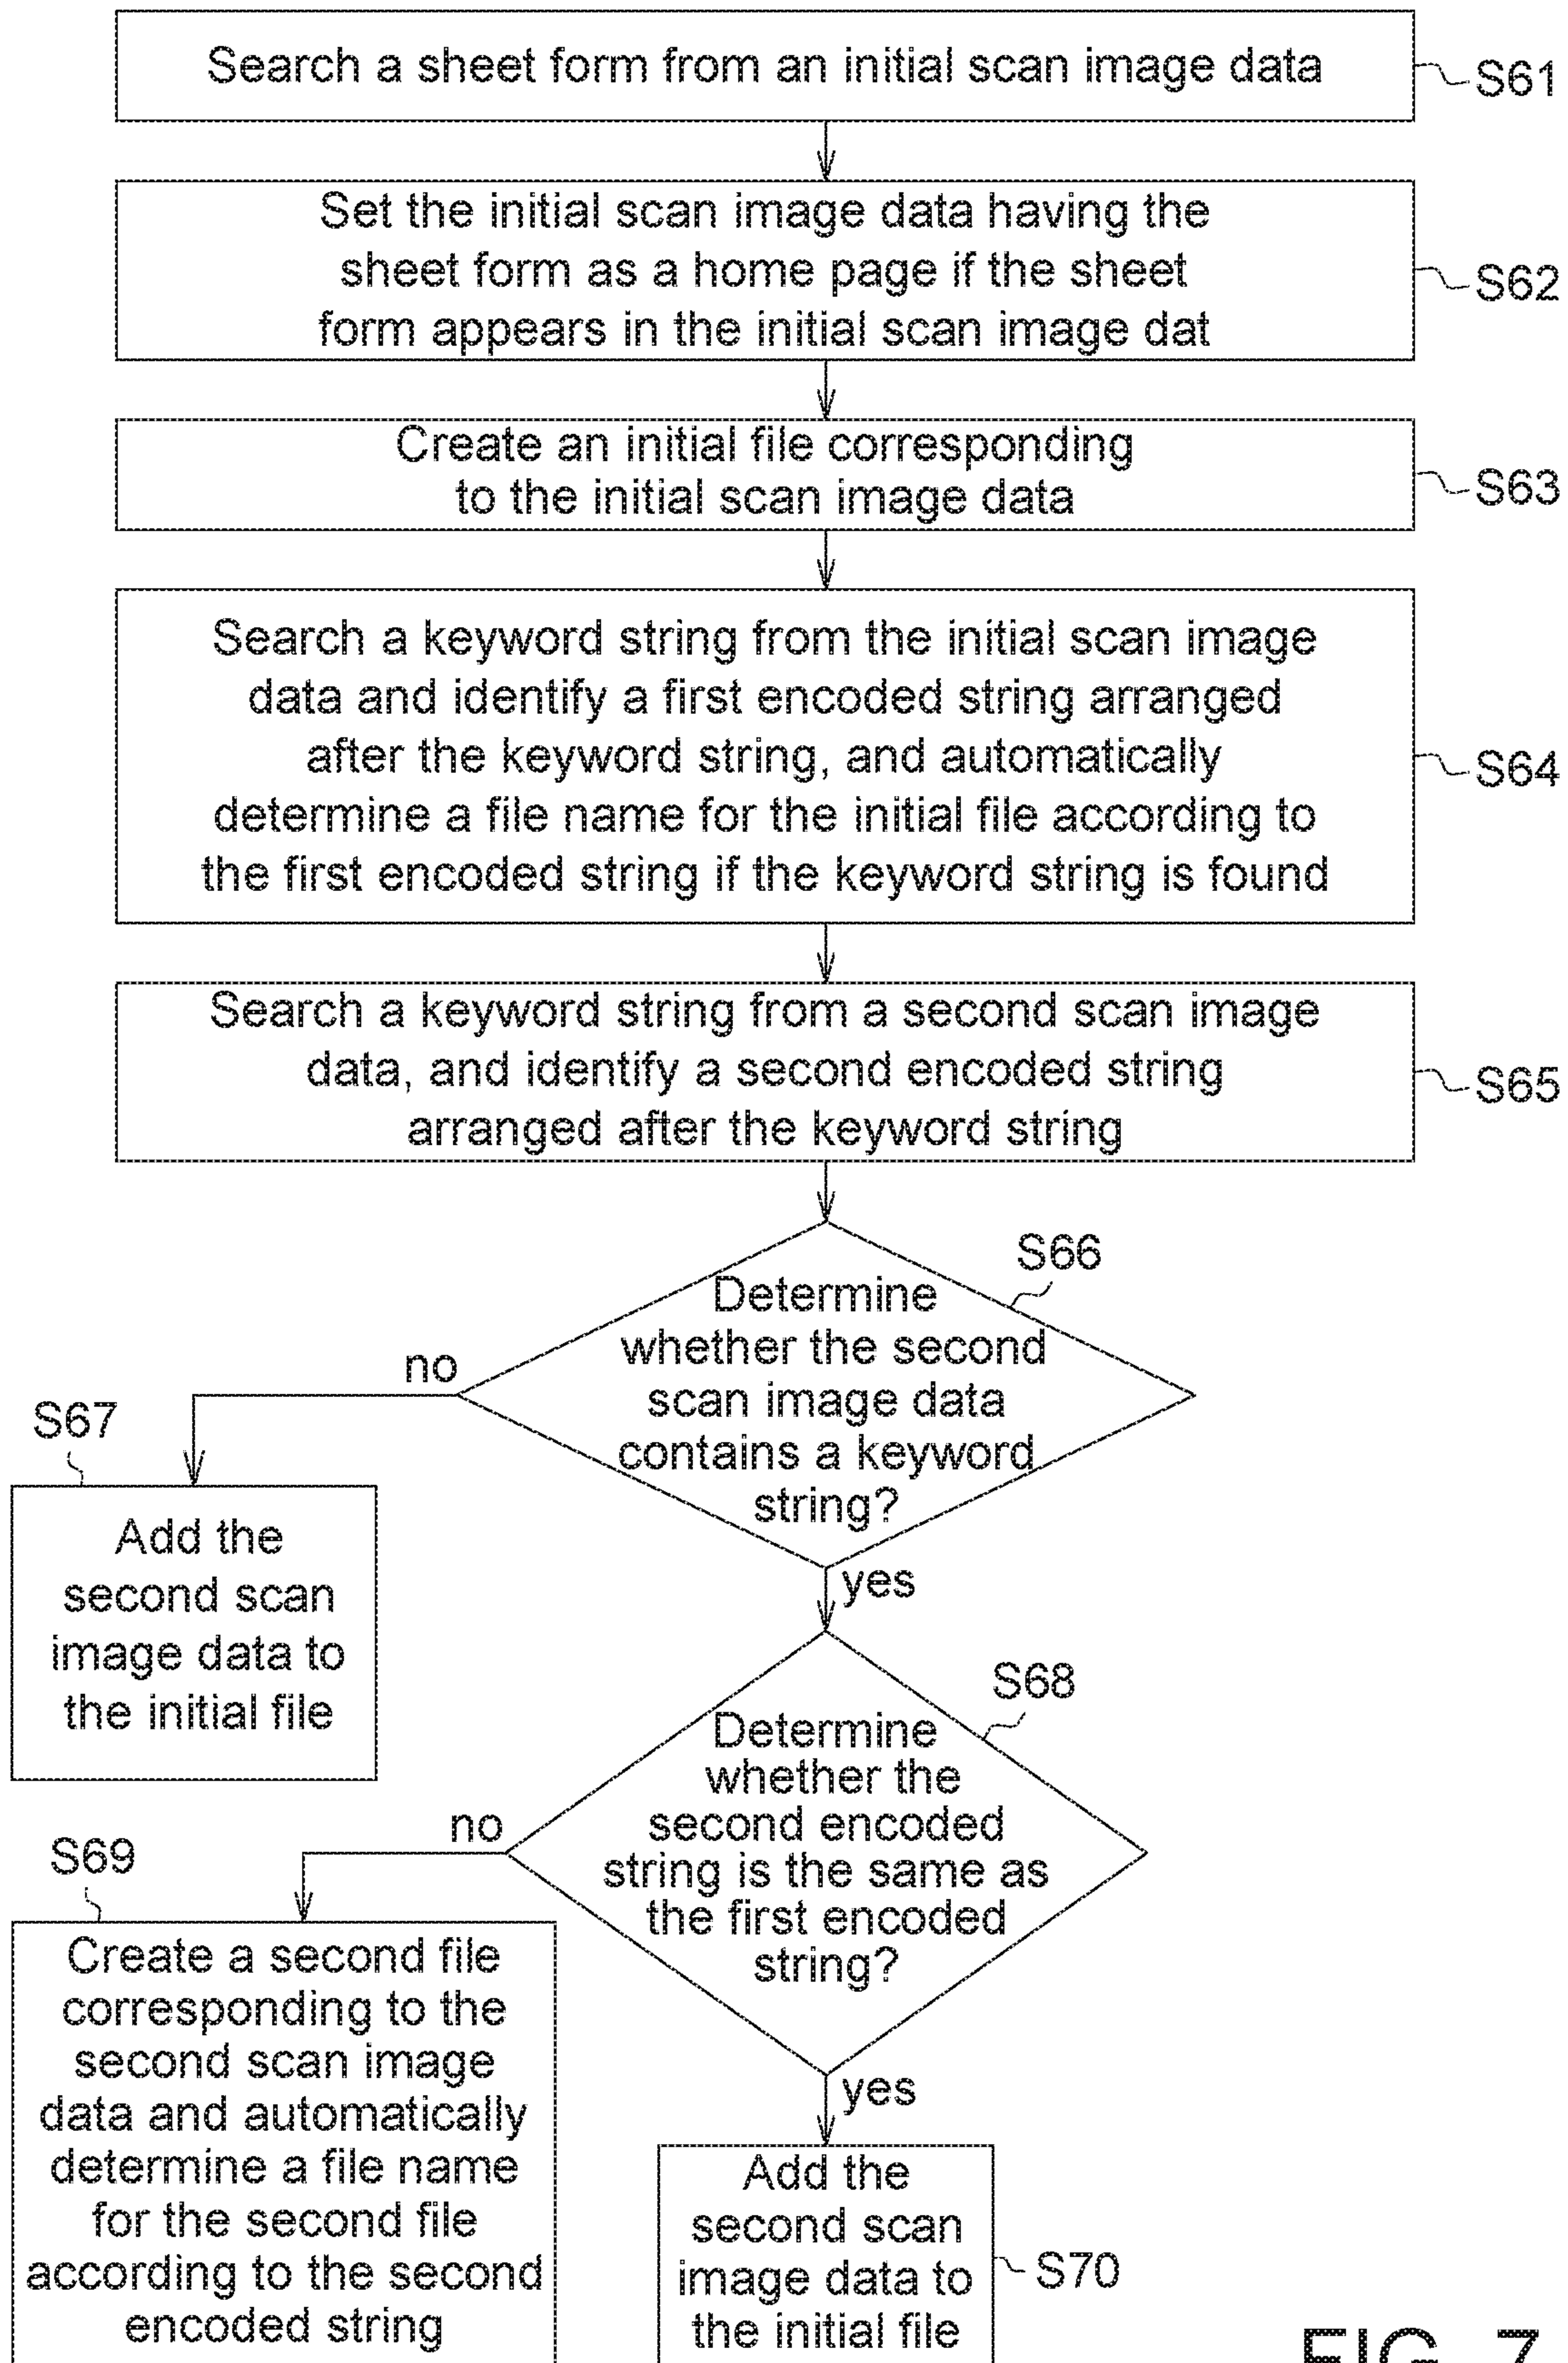 Search a sheet form from an initial scan image data
S61
Set the initial scan image data having the
sheet form as a home page if the sheet
form appears in the initial scan image dat
S62
Create an initial file corresponding
to the initial scan image data
S63
Search a keyword string from the initial scan image
data and identify a first encoded string arranged
after the keyword string, and automatically
determine a file name for the initial file according to
the first encoded string if the keyword string is found
S64
Search a keyword string from a second scan image
data, and identify a second encoded string
arranged after the keyword string
S65
S66
Determine
whether the second
scan image data
contains a keyword
string?
no
yes
S67
Add the
second scan
image data to
the initial file
S68
Determine
whether the
second encoded
string is the same as
the first encoded
string?
no
yes
S69
Create a second file
corresponding to the
second scan image
data and automatically
determine a file name
for the second file
according to the second
encoded string
Add the
second scan
image data to
the initial file
S70
FIG. 7